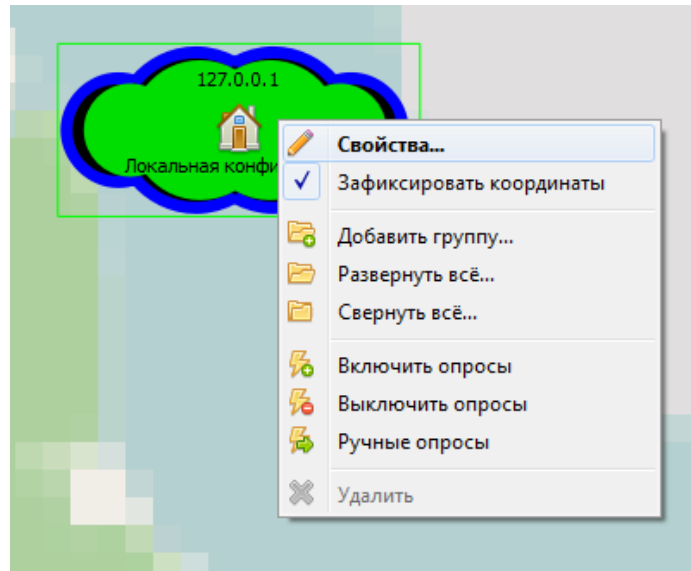 127.0.0.1
Локальная конфи
Свойства...
Зафиксировать координаты
Добавить группу...
Развернуть всё...
Свернуть всё...
Включить опросы
Выключить опросы
Ручные опросы
Удалить